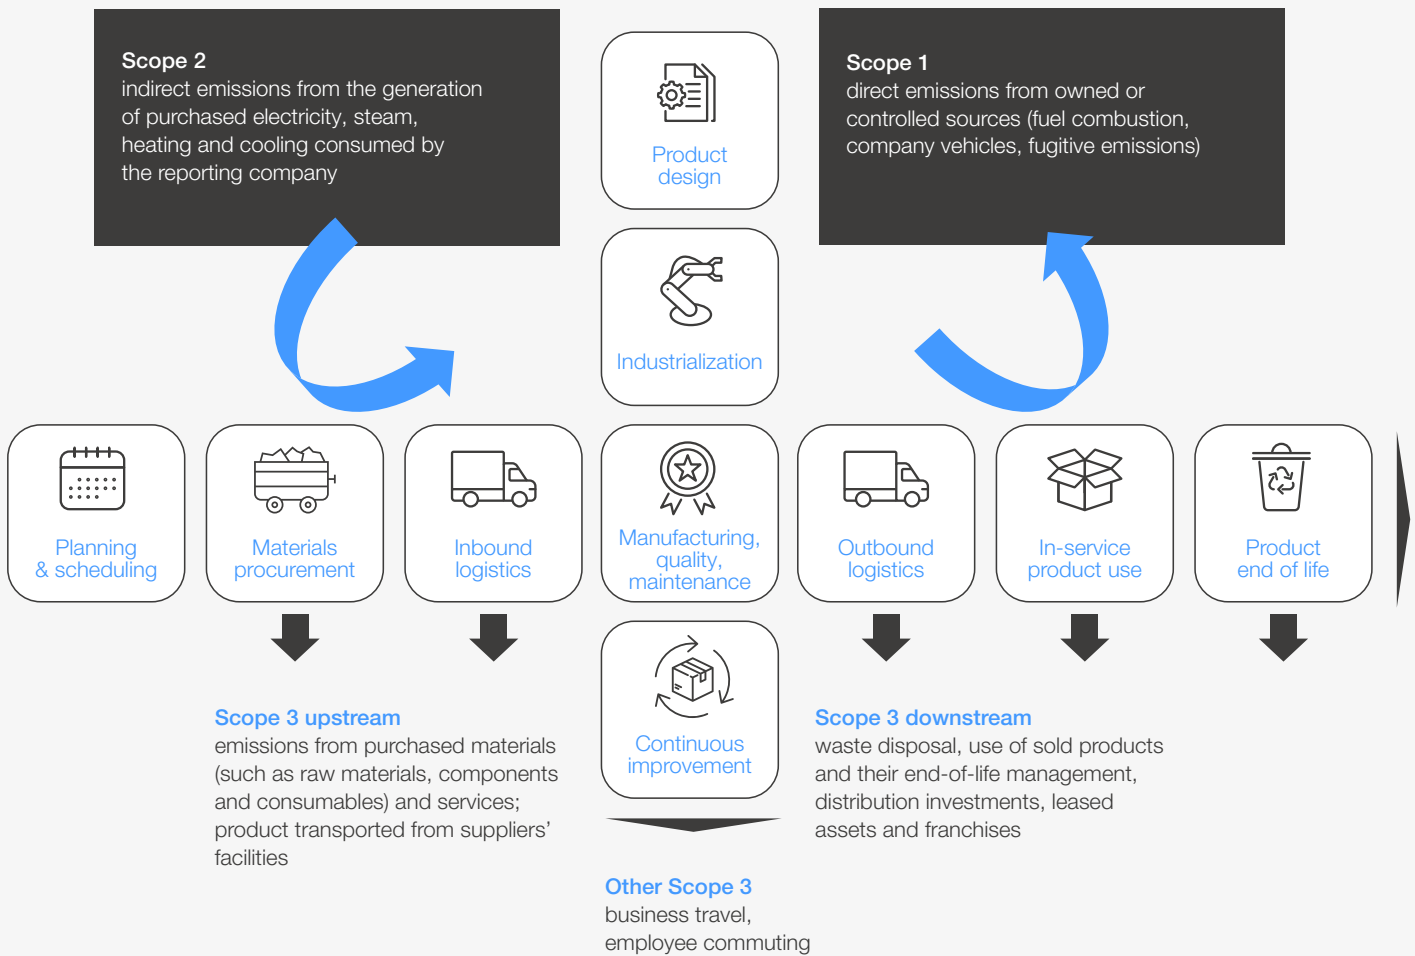 Scope 2
indirect emissions from the generation
of purchased electricity, steam,
heating and cooling consumed by
the reporting company
Product
design
Scope 1
direct emissions from owned or
controlled sources (fuel combustion,
company vehicles, fugitive emissions)
Industrialization
Planning
& scheduling
Materials
procurement
Inbound
logistics
Manufacturing,
quality,
maintenance
Outbound
logistics
In-service
product use
Product
end of life
Scope 3 upstream
emissions from purchased materials
(such as raw materials, components
and consumables) and services;
product transported from suppliers’
facilities
Continuous
improvement
Scope 3 downstream
waste disposal, use of sold products
and their end-of-life management,
distribution investments, leased
assets and franchises
Other Scope 3
business travel,
employee commuting